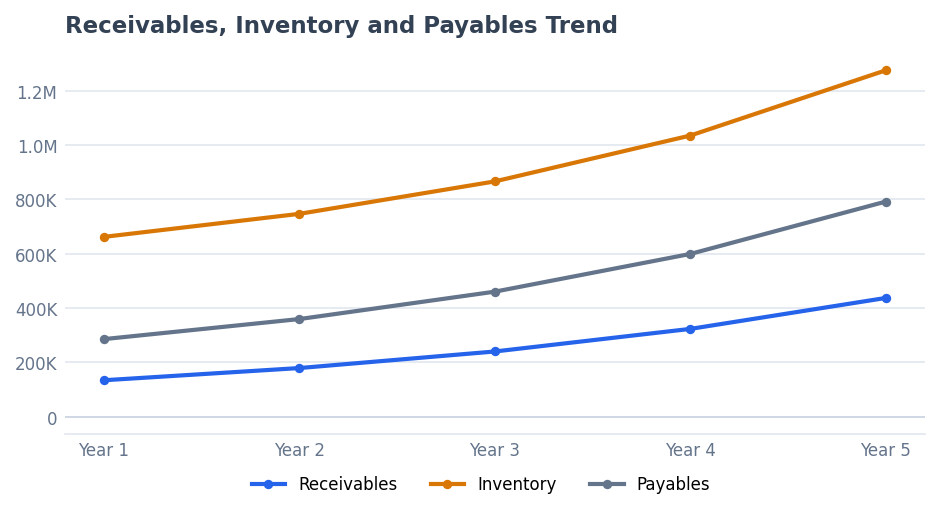 Receivables, Inventory and Payables Trend
1.2M
1.0M
800K
600K
400K
200K
0
Year 1 Year 2 Year 3 Year 4 Year 5
Receivables Inventory Payables